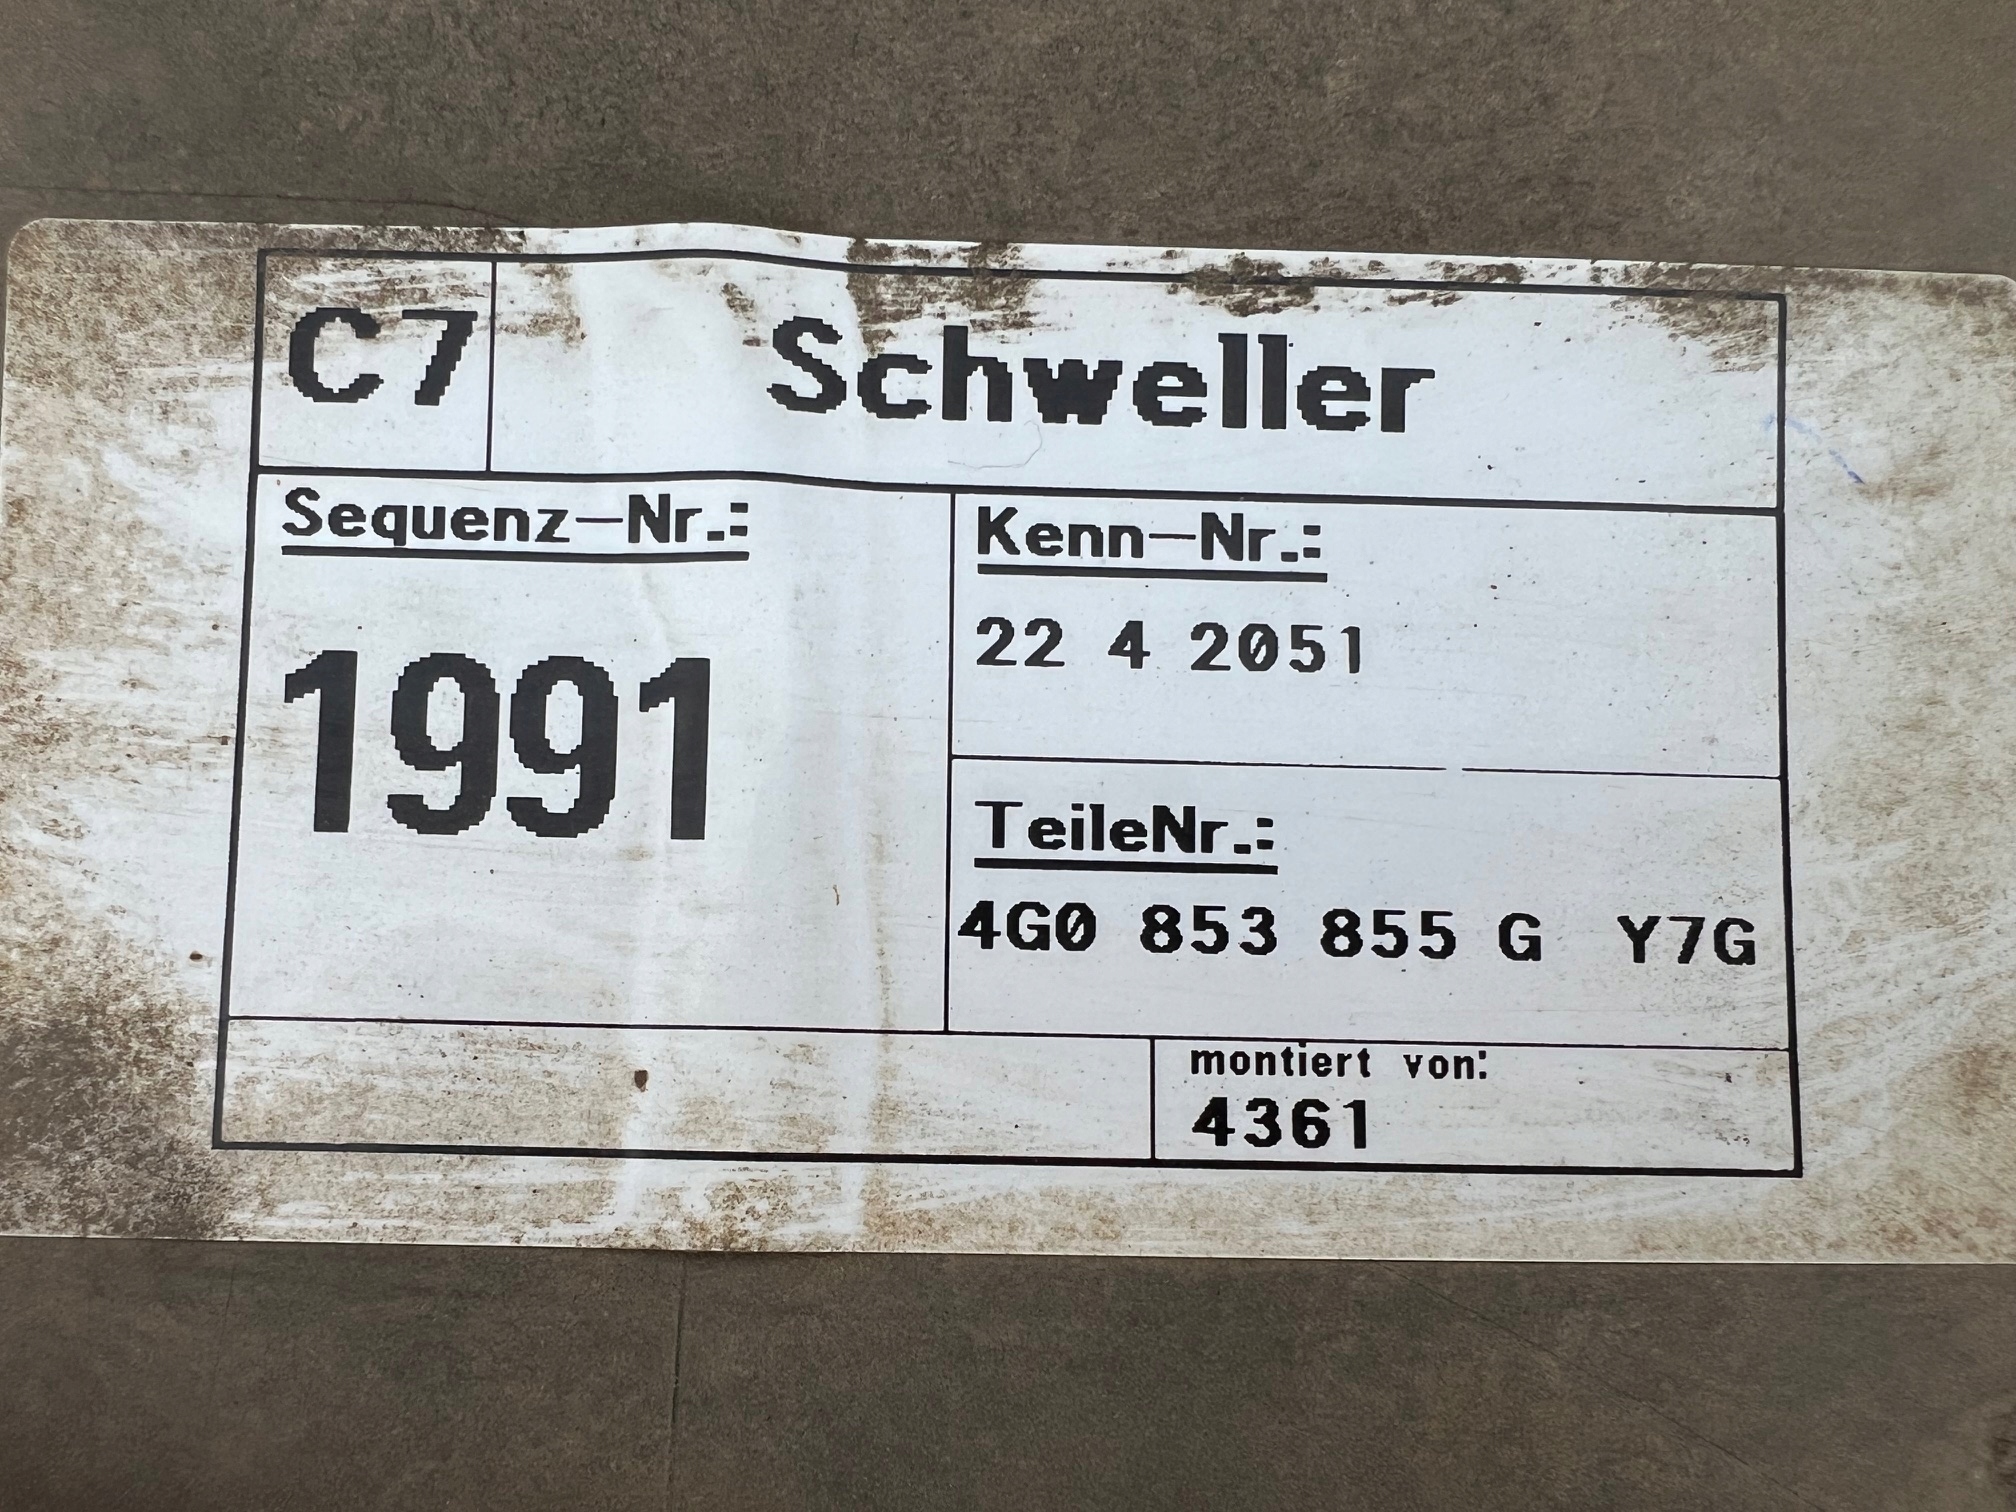 C7 Schweller
Sequenz-Nr.:
1991
Kenn-Nr.:
22 4 2051
TeileNr.:
4G0 853 855 G Y7G
montiert von:
4361